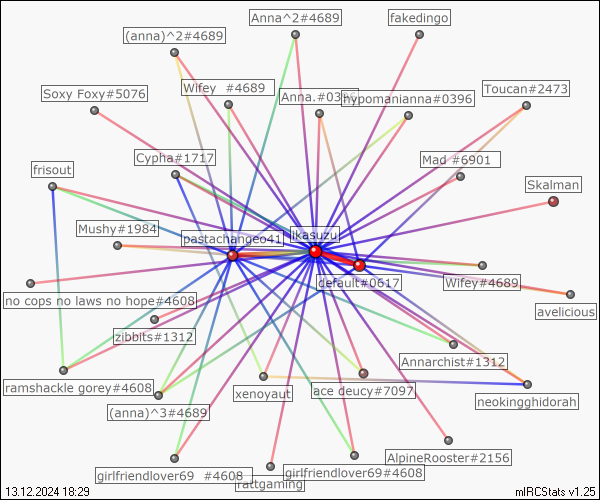 Anna^2#4689
fakedingo
(anna)^2#4689
Wifey #4689
Toucan#2473
Soxy Foxy#5076
Anna.#0396
hypomanianna#0396
Cypha#1717
Mad #6901
frisout
Skalman
Mushy#1984
pastachangeo41
ikasuzu
default#0617
Wifey#4689
no cops no laws no hope#4608
avelicious
zibbits#1312
Annarchist#1312
ramshackle gorey#4608
xenoyaut
ace deucy#7097
neokingghidorah
(anna)^3#4689
AlpineRooster#2156
girlfriendlover69 #4608
girlfriendlover69#4608
rattgaming
13.12.2024 18:29
mIRCStats v1.25